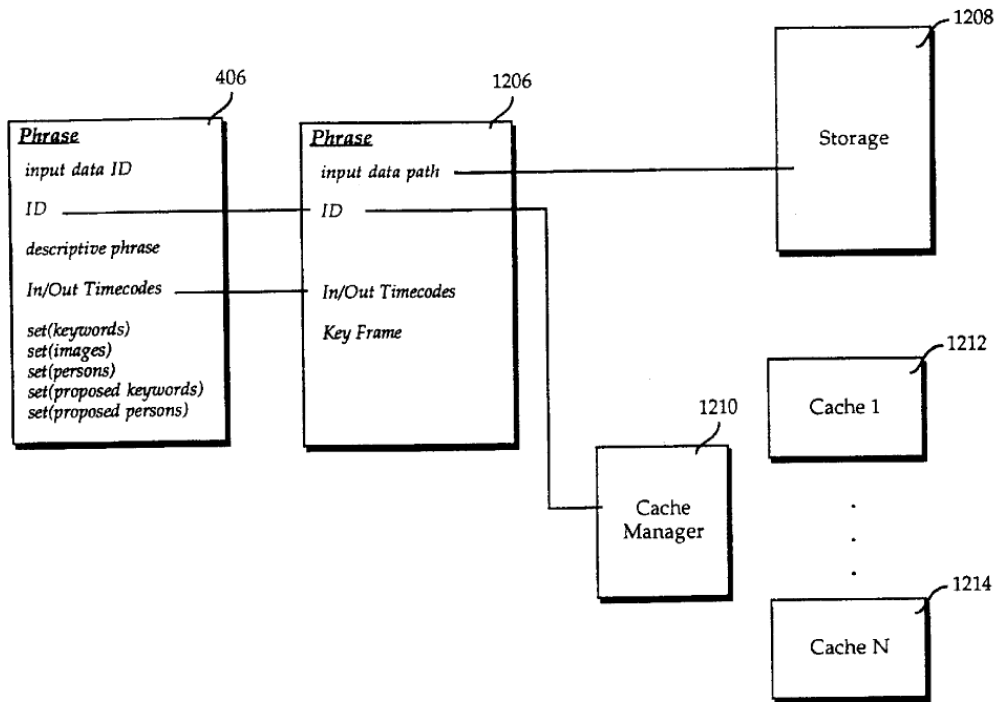 1208
Storage
406
Phrase
input data ID
ID
descriptive phrase
In/Out Timecodes
set(keywords)
set(images)
set(persons)
set(proposed keywords)
set(proposed persons)
1206
Phrase
input data path
ID
In/Out Timecodes
Key Frame
1212
Cache 1
1210
Cache
Manager
1214
Cache N